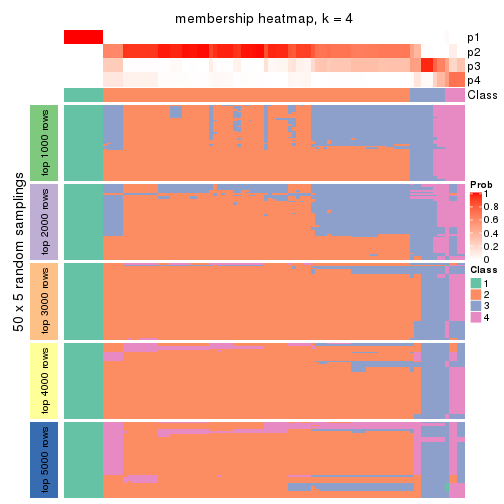 membership heatmap, k = 4
p1
p2
p3
p4
Class
50 x 5 random samplings
top 1000 rows
top 2000 rows
top 3000 rows
top 4000 rows
top 5000 rows
Prob
1
0.8
0.6
0.4
0.2
0
Class
1
2
3
4